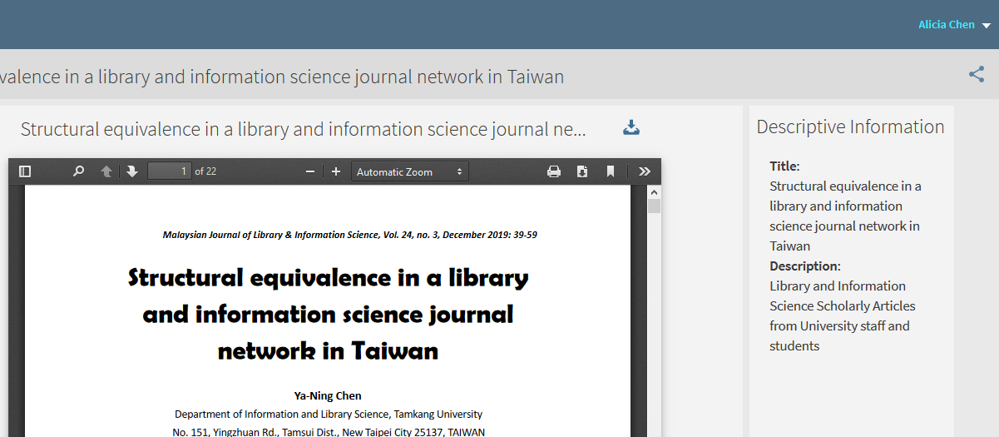 Alicia Chen
valence in a library and information science journal network in Taiwan
Structural equivalence in a library and information science journal ne...
1 of 22
Automatic Zoom
Malaysian Journal of Library & Information Science, Vol. 24, no. 3, December 2019: 39-59
Structural equivalence in a library
and information science journal
network in Taiwan
Ya-Ning Chen
Department of Information and Library Science, Tamkang University
No. 151, Yingzhuan Rd., Tamsui Dist., New Taipei City 25137, TAIWAN
Descriptive Information
Title:
Structural equivalence in a
library and information
science journal network in
Taiwan
Description:
Library and Information
Science Scholarly Articles
from University staff and
students